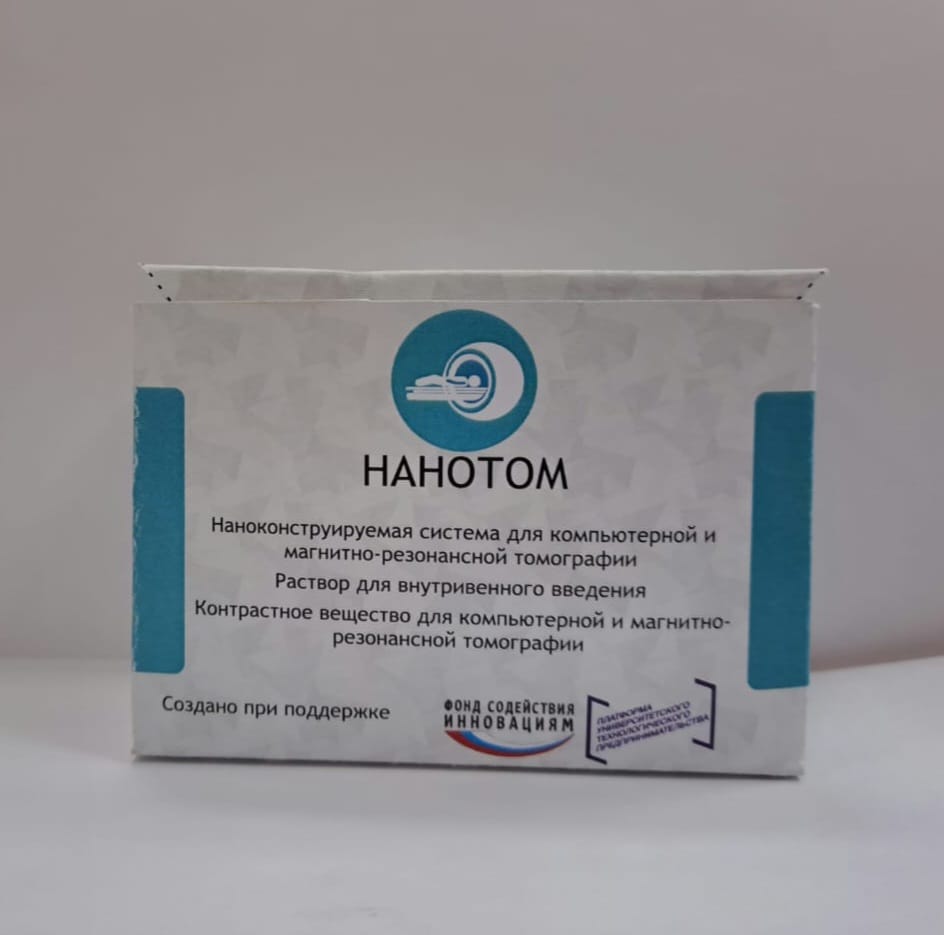 НАНОТОМ
Наноконструируемая система для компьютерной и
магнитно-резонансной томографии
Раствор для внутривенного введения
Контрастное вещество для компьютерной и магнитно-
резонансной томографии
Создано при поддержке
ФОНД СОДЕЙСТВИЯ
ИННОВАЦИЯМ
ПЛАТФОРМА
УНИВЕРСИТЕТСКОГО
ТЕХНОЛОГИЧЕСКОГО
ПРЕДПРИНИМАТЕЛЬСТВА